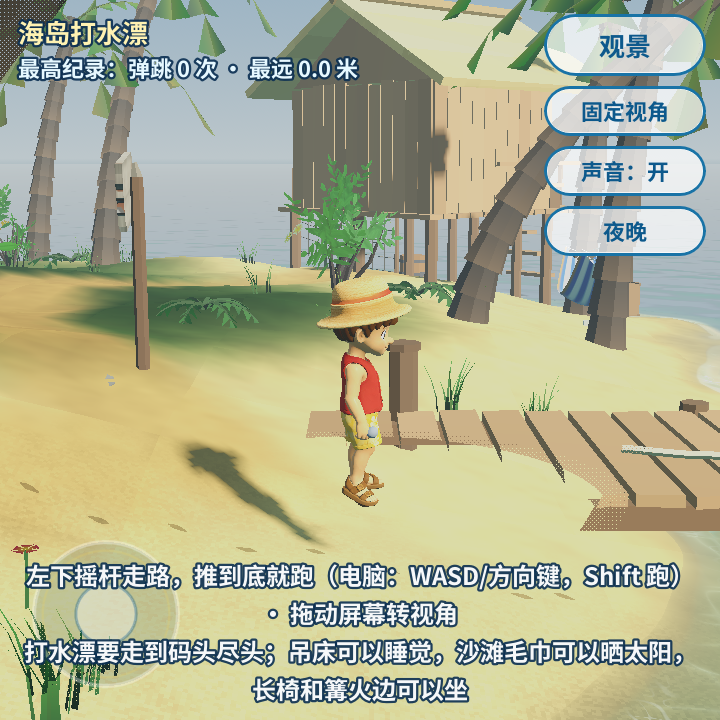 海岛打水漂
最高纪录：弹跳 0 次 · 最远 0.0 米
观景
固定视角
声音：开
夜晚
左下摇杆走路，推到底就跑（电脑：WASD/方向键，Shift 跑）
· 拖动屏幕转视角
打水漂要走到码头尽头；吊床可以睡觉，沙滩毛巾可以晒太阳，
长椅和篝火边可以坐